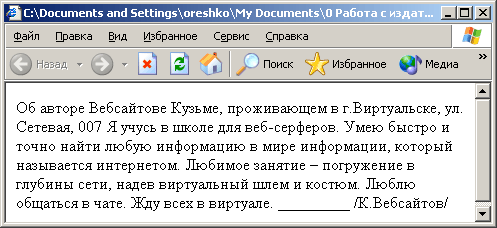 C:\Documents and Settings\oreshko\My Documents\0 Работа с издат...
Файл Правка Вид Избранное Сервис Справка
Назад Поиск Избранное Медиа
Об авторе Вебсайтове Кузьме, проживающем в г.Виртуальске, ул.
Сетевая, 007 Я учусь в школе для веб-серферов. Умею быстро и
точно найти любую информацию в мире информации, который
называется интернетом. Любимое занятие – погружение в
глубины сети, надев виртуальный шлем и костюм. Люблю
общаться в чате. Жду всех в виртуале. _________ /К.Вебсайтов/